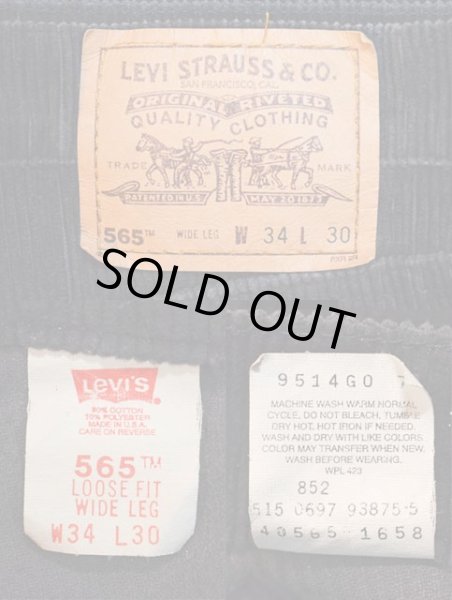 LEVI STRAUSS & CO.
SAN FRANCISCO, CAL.
ORIGINAL RIVETED
QUALITY CLOTHING
TRADE MARK
PATENTED IN U.S. MAY 20 1873
565™ WIDE LEG W 34 L 30
SOLD OUT
Levi's
MADE IN U.S.A.
CARE ON REVERSE
565™
LOOSE FIT
WIDE LEG
W34 L30
9514G0 7
MACHINE WASH WARM NORMAL
CYCLE, DO NOT BLEACH, TUMBLE
DRY HOT, HOT IRON IF NEEDED.
WASH AND DRY WITH LIKE COLORS.
COLOR MAY TRANSFER WHEN NEW.
WASH BEFORE WEARING.
WPL 423
852
515 0697 93875-5
40565 1658